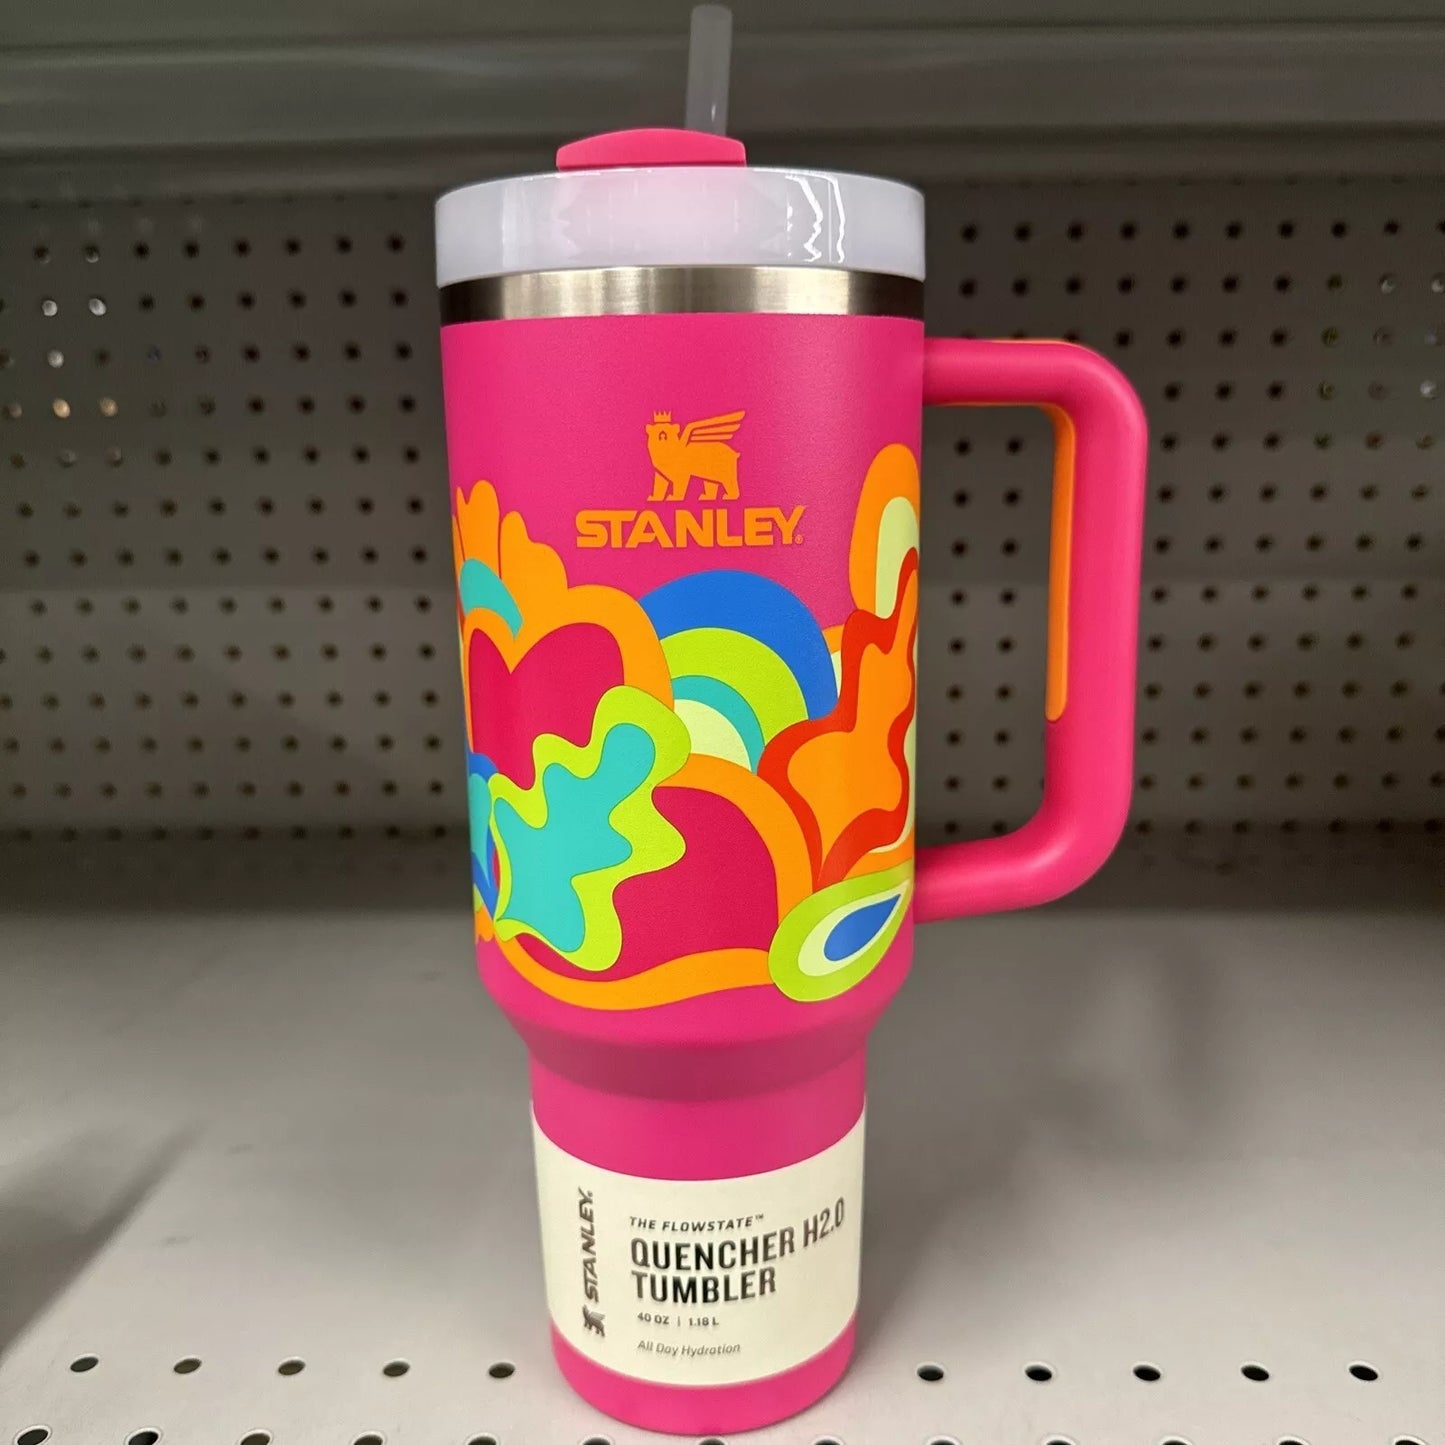 STANLEY®
STANLEY.
THE FLOWSTATE™
QUENCHER H2.0
TUMBLER
40 OZ | 1.18 L
All Day Hydration